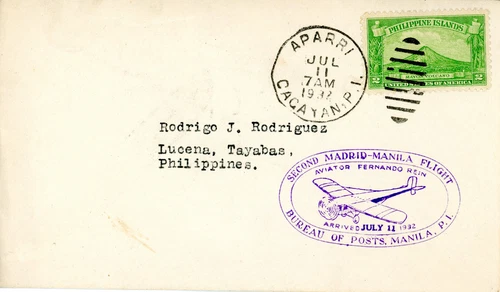 APARRI
JUL
11
7 AM
1932
CAGAYAN, P.I.
PHILIPPINE ISLANDS
MAYON VOLCANO
2 2
UNITED STATES OF AMERICA
Rodrigo J. Rodriguez
Lucena, Tayabas,
Philippines.
SECOND MADRID-MANILA FLIGHT
AVIATOR FERNANDO REIN
ARRIVED JULY 11 1932
BUREAU OF POSTS, MANILA, P.I.